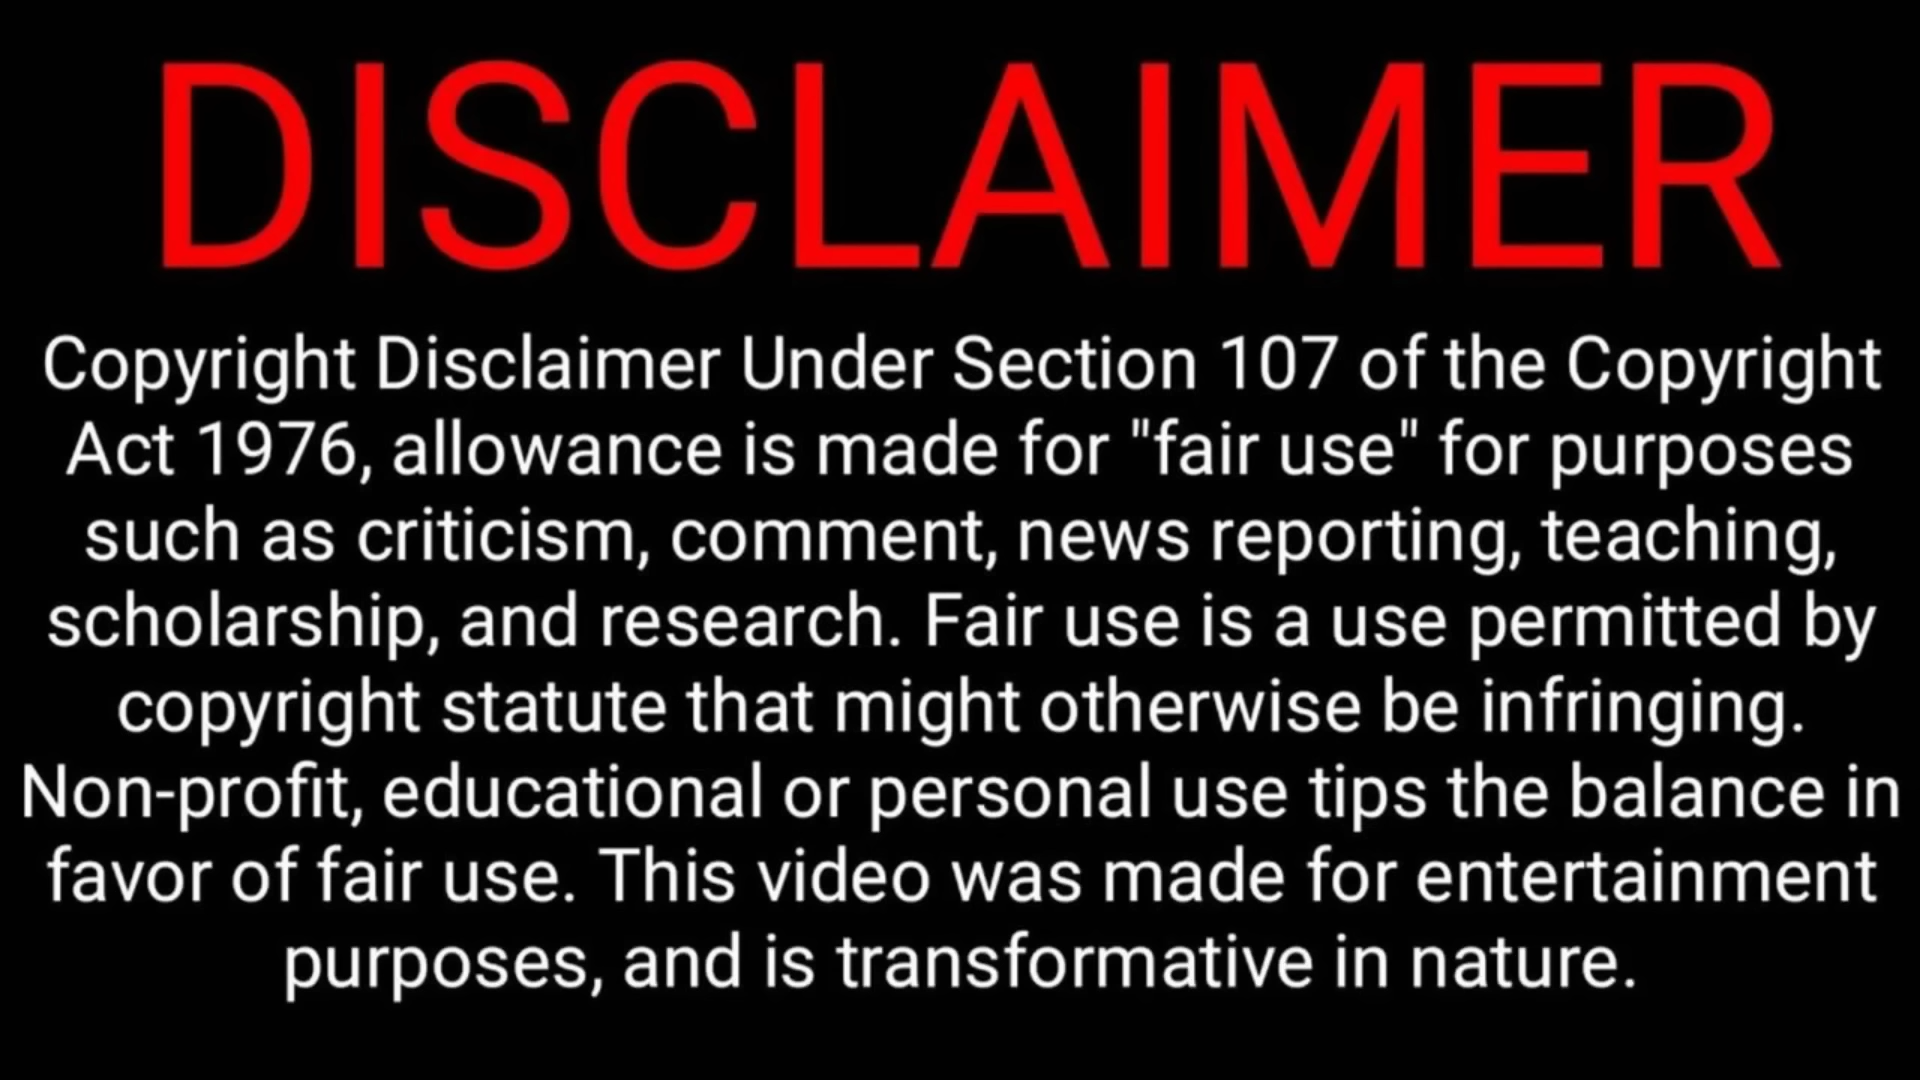 DISCLAIMER
Copyright Disclaimer Under Section 107 of the Copyright
Act 1976, allowance is made for "fair use" for purposes
such as criticism, comment, news reporting, teaching,
scholarship, and research. Fair use is a use permitted by
copyright statute that might otherwise be infringing.
Non-profit, educational or personal use tips the balance in
favor of fair use. This video was made for entertainment
purposes, and is transformative in nature.